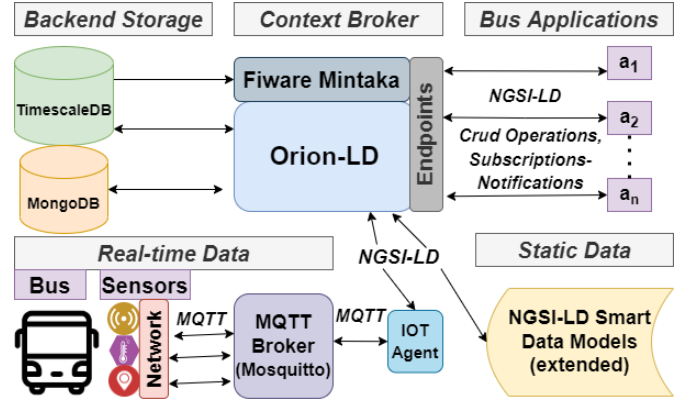 Backend Storage
Context Broker
Bus Applications
TimescaleDB
MongoDB
Fiware Mintaka
Orion-LD
Endpoints
NGSI-LD
Crud Operations,
Subscriptions-
Notifications
a1
a2
an
Real-time Data
Bus
Sensors
Network
MQTT
MQTT
Broker
(Mosquitto)
MQTT
IOT
Agent
NGSI-LD
Static Data
NGSI-LD Smart
Data Models
(extended)